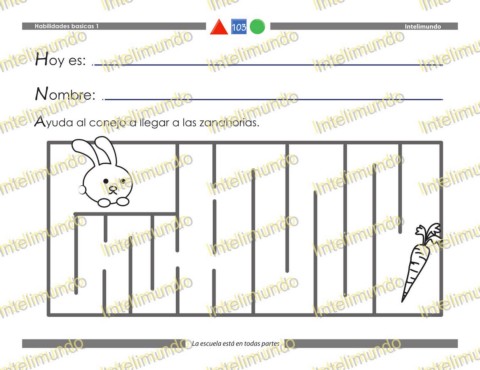 Habilidades basicas 1 103 Intelimundo
Hoy es:
Nombre:
Ayuda al conejo a llegar a las zanahorias.
La escuela está en todas partes
Intelimundo